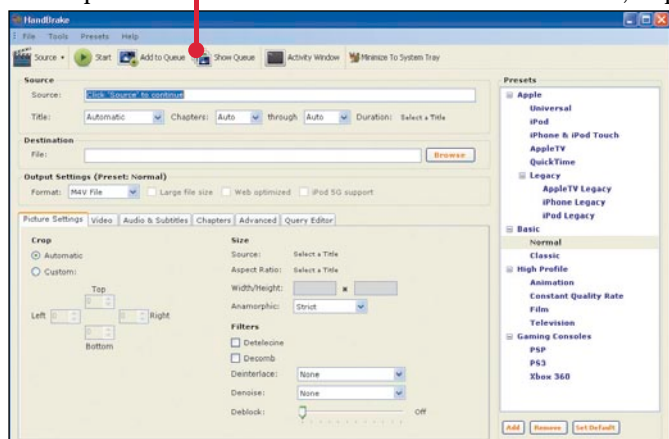 HandBrake
File Tools Presets Help
Source Start Add to Queue Show Queue Activity Window Minimize To System Tray
Source
Source: Click 'Source' to continue
Title: Automatic Chapters: Auto through Auto Duration: Select a Title
Destination
File: Browse
Output Settings (Preset: Normal)
Format: M4V File Large file size Web optimized iPod 5G support
Picture Settings Video Audio & Subtitles Chapters Advanced Query Editor
Crop
Automatic
Custom:
Top
0
Left 0 0 Right
0
Bottom
Size
Source: Select a Title
Aspect Ratio: Select a Title
Width/Height: x
Anamorphic: Strict
Filters
Detelecine
Decomb
Deinterlace: None
Denoise: None
Deblock: Off
Presets
Apple
Universal
iPod
iPhone & iPod Touch
AppleTV
QuickTime
Legacy
AppleTV Legacy
iPhone Legacy
iPod Legacy
Basic
Normal
Classic
High Profile
Animation
Constant Quality Rate
Film
Television
Gaming Consoles
PSP
PS3
Xbox 360
Add Remove Set Default